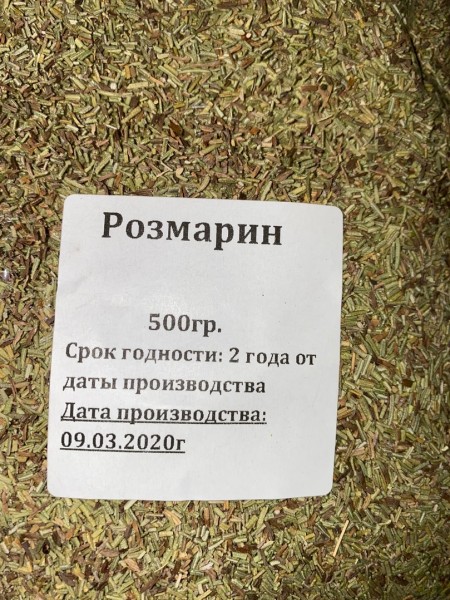 Розмарин
500гр.
Срок годности: 2 года от
даты производства
Дата производства:
09.03.2020г